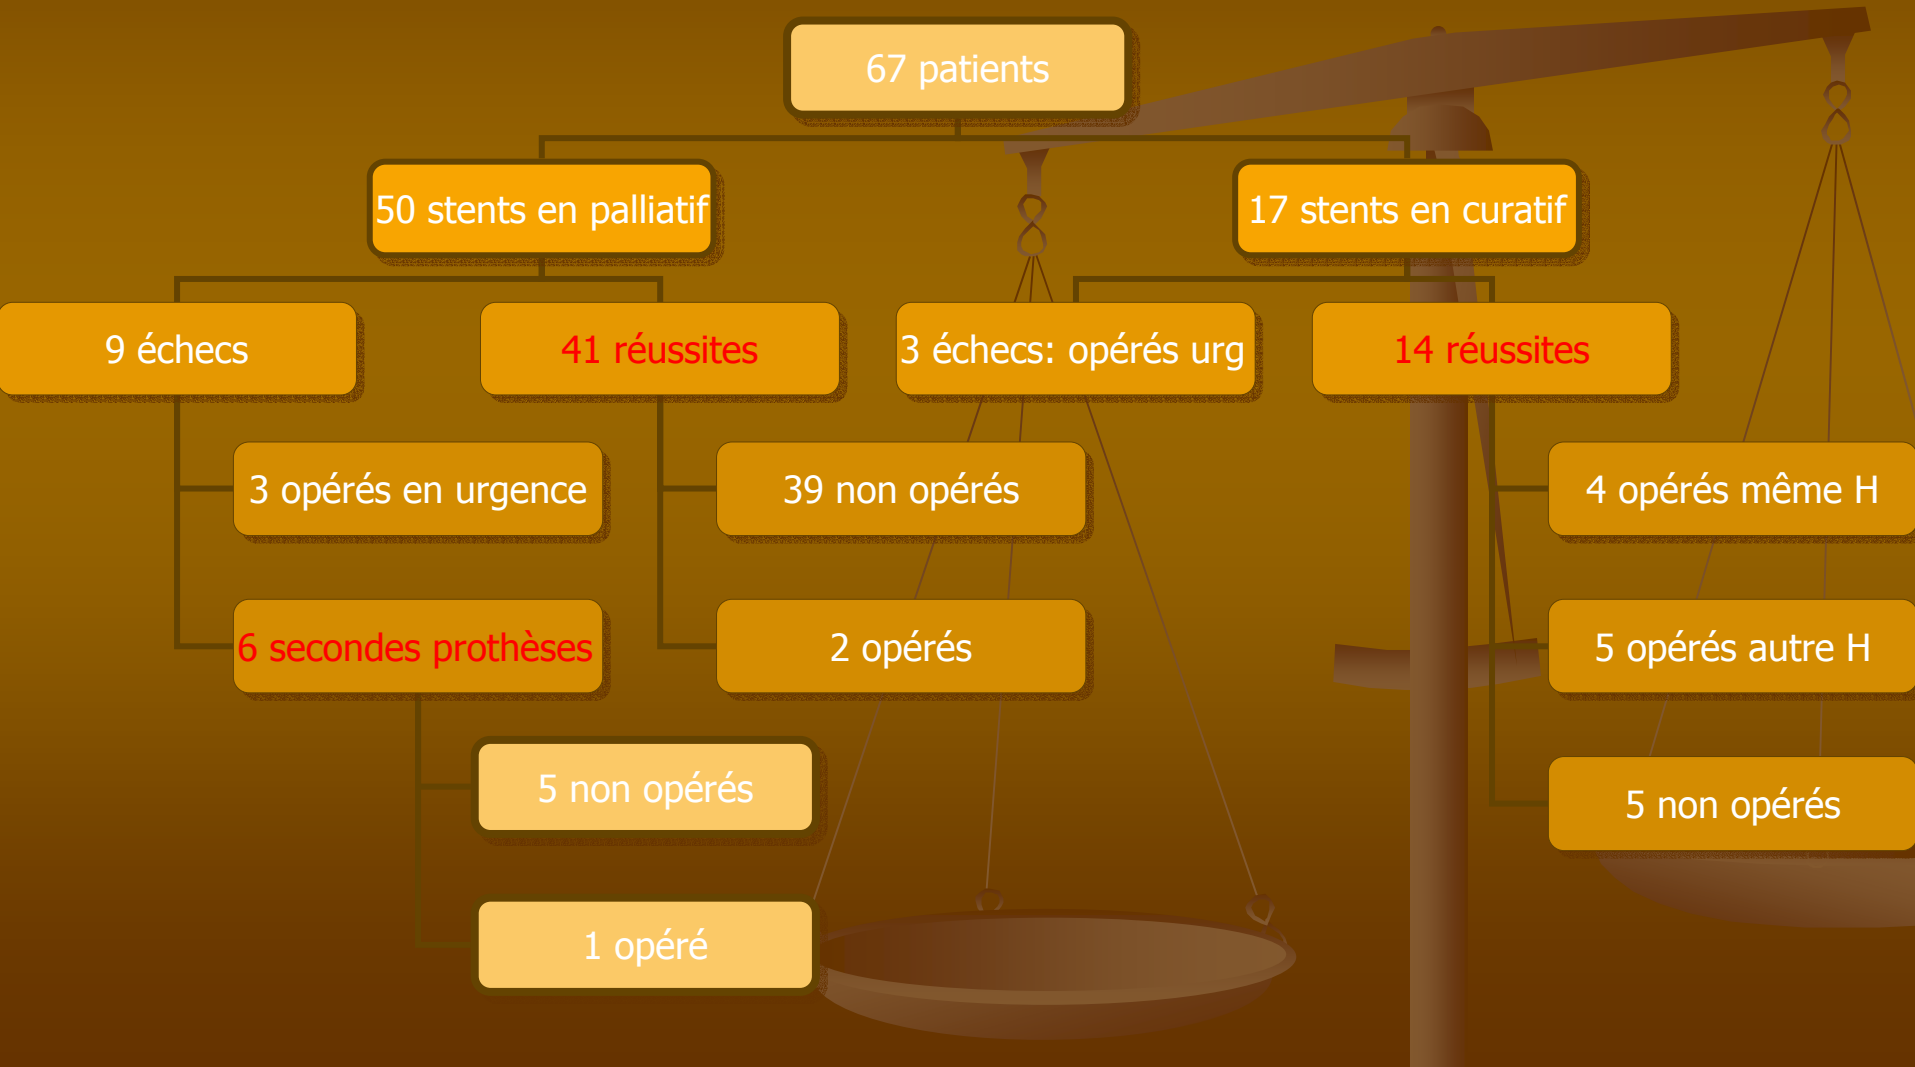 67 patients
50 stents en palliatif
17 stents en curatif
9 échecs
41 réussites
3 échecs: opérés urg
14 réussites
3 opérés en urgence
39 non opérés
4 opérés même H
6 secondes prothèses
2 opérés
5 opérés autre H
5 non opérés
5 non opérés
1 opéré